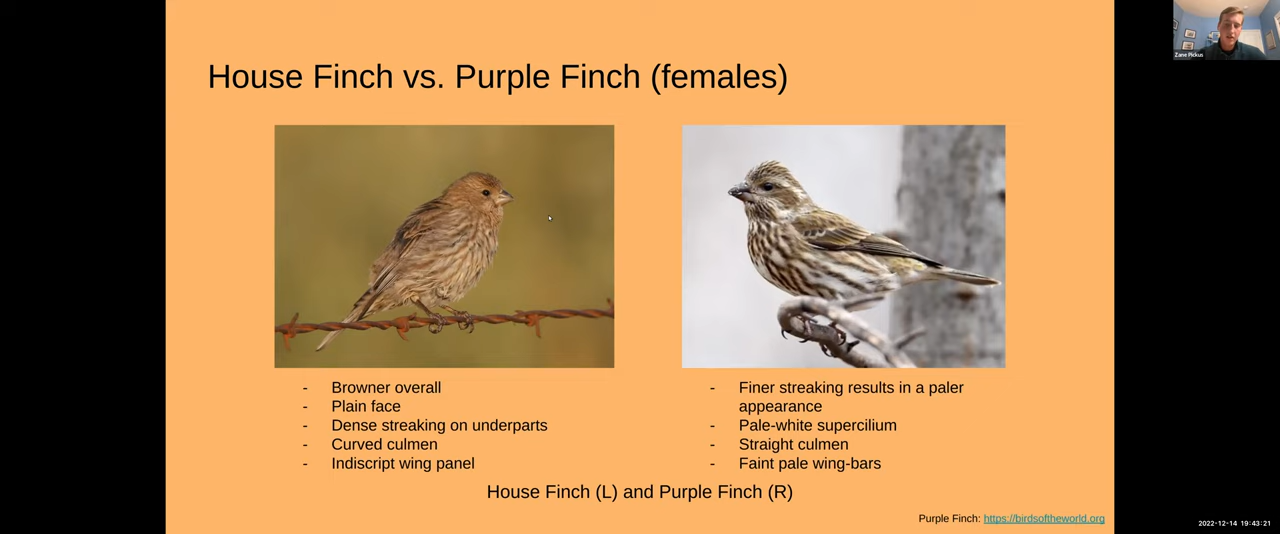 Zane Pickus
House Finch vs. Purple Finch (females)
- Browner overall
- Plain face
- Dense streaking on underparts
- Curved culmen
- Indiscript wing panel
- Finer streaking results in a paler
appearance
- Pale-white supercilium
- Straight culmen
- Faint pale wing-bars
House Finch (L) and Purple Finch (R)
Purple Finch: https://birdsoftheworld.org
2022-12-14 19:43:21